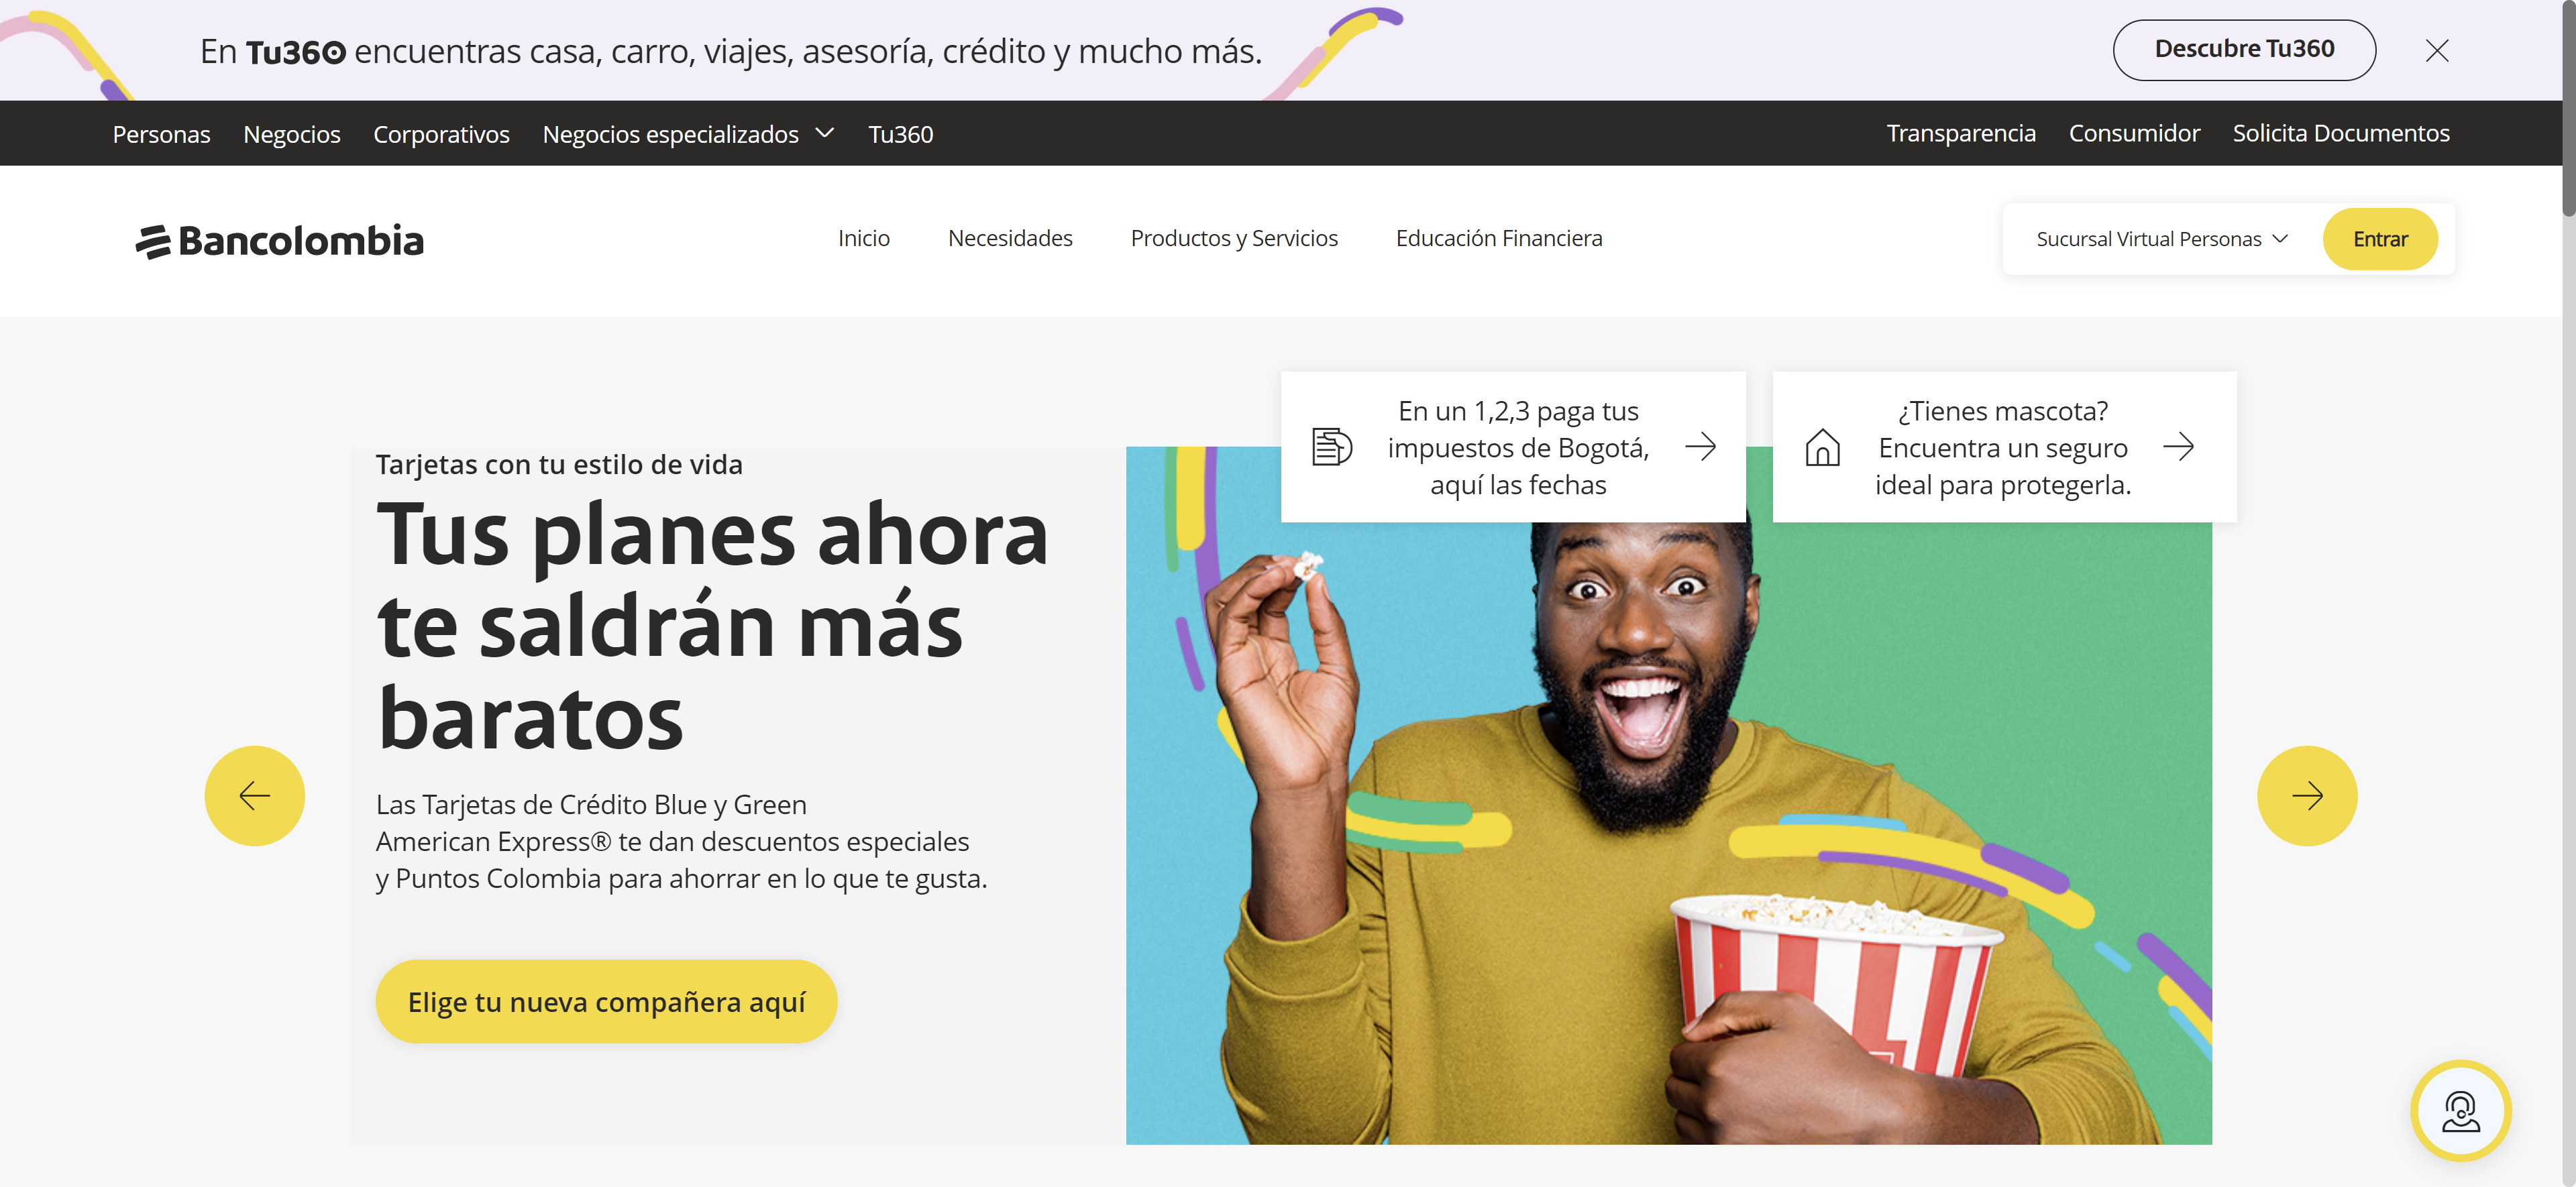 En Tu360 encuentras casa, carro, viajes, asesoría, crédito y mucho más.
Descubre Tu360
Personas Negocios Corporativos Negocios especializados Tu360
Transparencia Consumidor Solicita Documentos
Bancolombia
Inicio Necesidades Productos y Servicios Educación Financiera
Sucursal Virtual Personas
Entrar
En un 1,2,3 paga tus
impuestos de Bogotá,
aquí las fechas
¿Tienes mascota?
Encuentra un seguro
ideal para protegerla.
Tarjetas con tu estilo de vida
Tus planes ahora
te saldrán más
baratos
Las Tarjetas de Crédito Blue y Green
American Express® te dan descuentos especiales
y Puntos Colombia para ahorrar en lo que te gusta.
Elige tu nueva compañera aquí